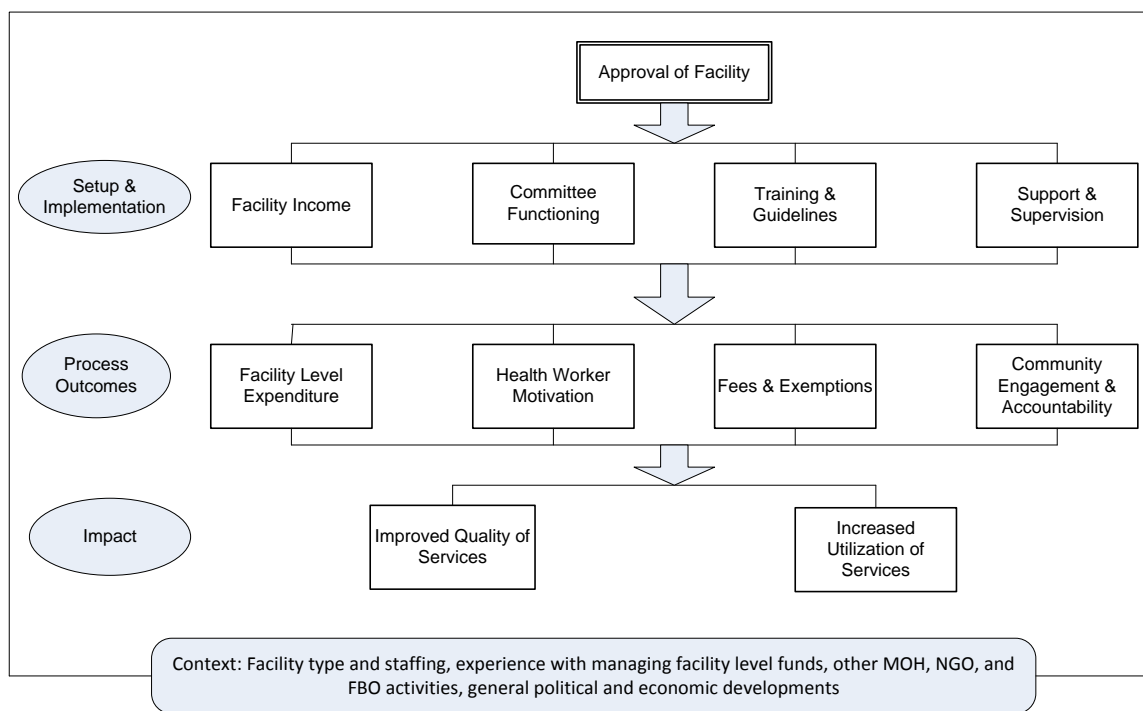 Approval of Facility
Setup &
Implementation
Facility Income
Committee
Functioning
Training &
Guidelines
Support &
Supervision
Process
Outcomes
Facility Level
Expenditure
Health Worker
Motivation
Fees & Exemptions
Community
Engagement &
Accountability
Impact
Improved Quality of
Services
Increased
Utilization of
Services
Context: Facility type and staffing, experience with managing facility level funds, other MOH, NGO, and
FBO activities, general political and economic developments